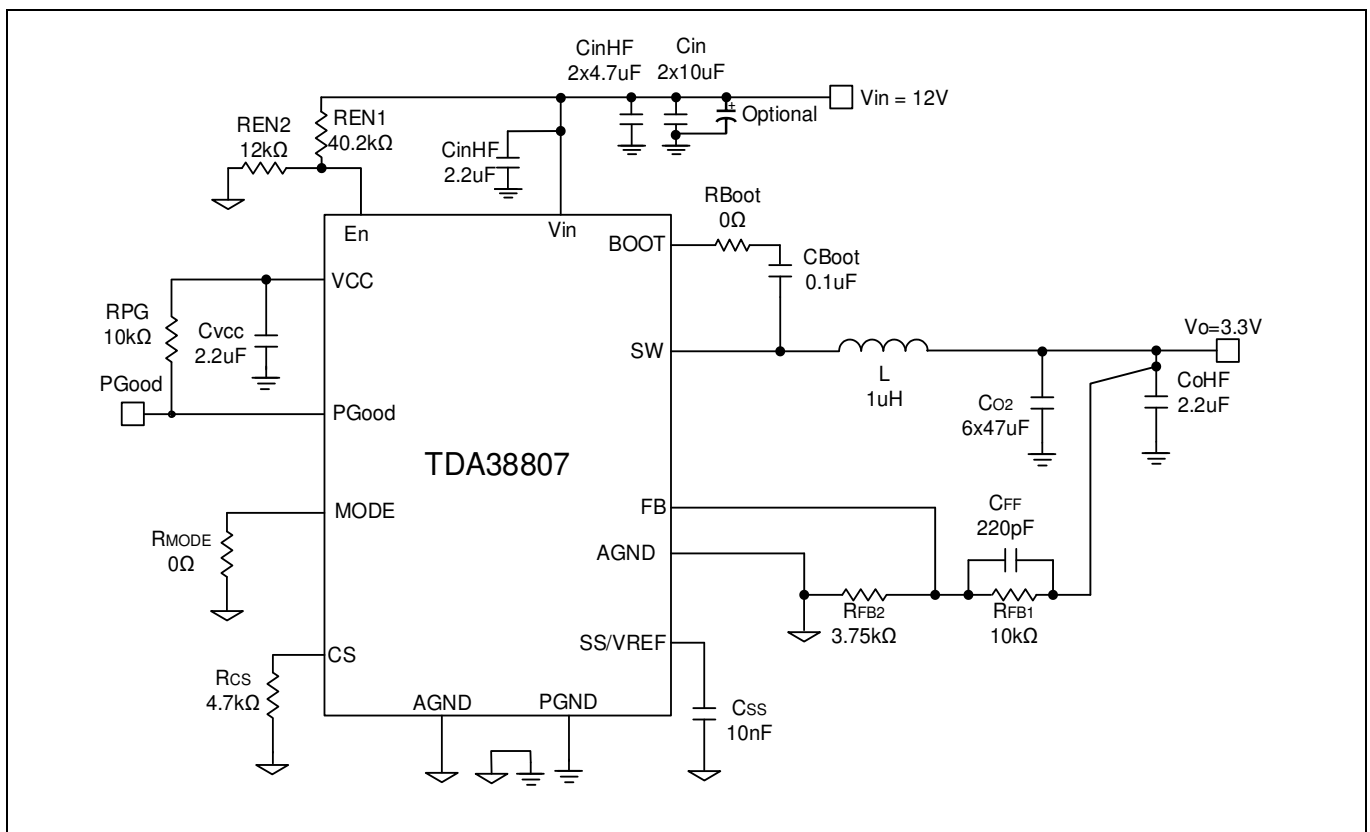 CinHF
2x4.7uF
Cin
2x10uF
+
Optional
Vin = 12V
REN2
12kΩ
REN1
40.2kΩ
CinHF
2.2uF
RBoot
0Ω
En
Vin
BOOT
CBoot
0.1uF
VCC
RPG
10kΩ
Cvcc
2.2uF
SW
L
1uH
Vo=3.3V
CO2
6x47uF
CoHF
2.2uF
PGood
PGood
TDA38807
MODE
RMODE
0Ω
FB
AGND
CFF
220pF
RFB2
3.75kΩ
RFB1
10kΩ
CS
RCS
4.7kΩ
SS/VREF
AGND
PGND
CSS
10nF